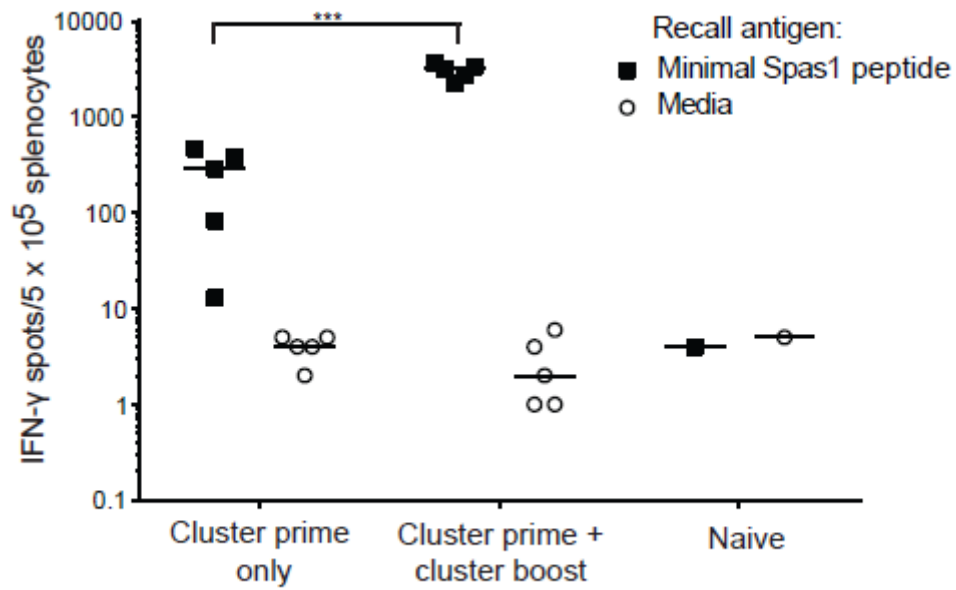 ***
Recall antigen:
■ Minimal Spas1 peptide
○ Media
IFN-γ spots/5 x 10⁵ splenocytes
10000
1000
100
10
1
0.1
Cluster prime
only
Cluster prime +
cluster boost
Naive